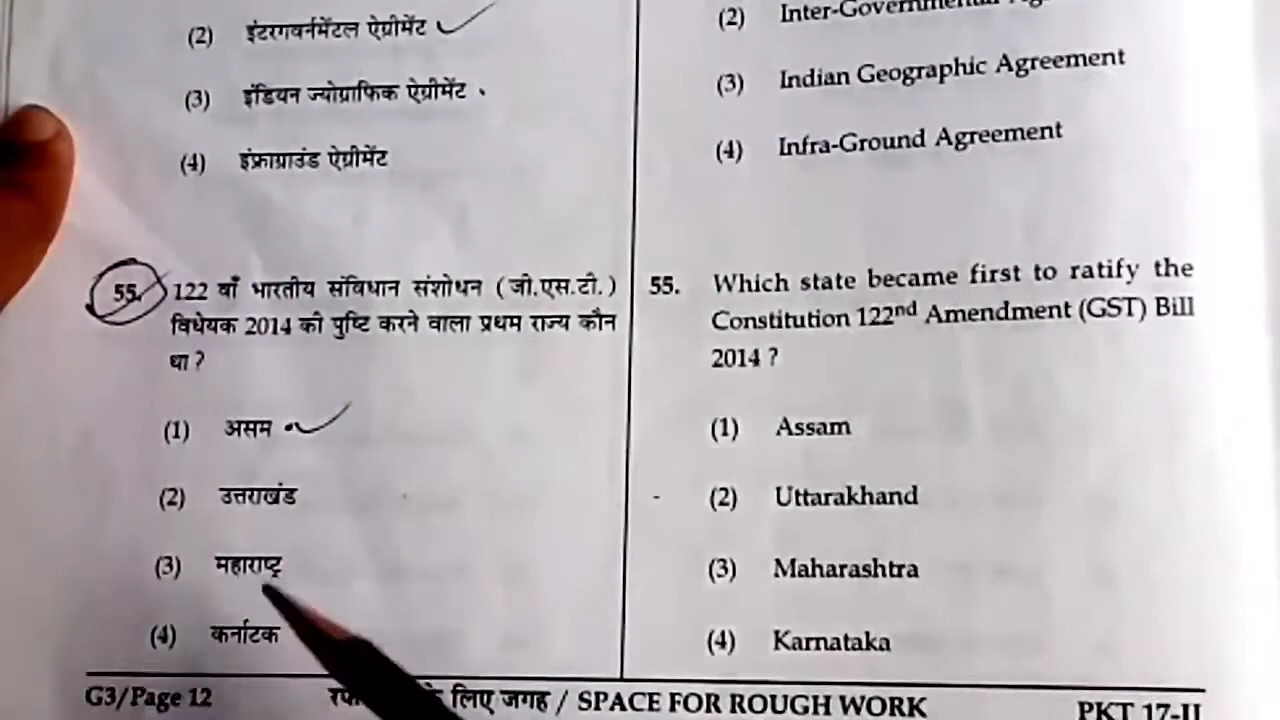 (2) इंटरगवर्नमेंटल ऐग्रीमेंट
(3) इंडियन ज्योग्राफिक ऐग्रीमेंट
(4) इंफ्राग्राउंड ऐग्रीमेंट
55. 122 वाँ भारतीय संविधान संशोधन (जी.एस.टी.)
विधेयक 2014 की पुष्टि करने वाला प्रथम राज्य कौन
था ?
(1) असम
(2) उत्तराखंड
(3) महाराष्ट्र
(4) कर्नाटक
(2)
(3) Indian Geographic Agreement
(4) Infra-Ground Agreement
55. Which state became first to ratify the
Constitution 122nd Amendment (GST) Bill
2014 ?
(1) Assam
(2) Uttarakhand
(3) Maharashtra
(4) Karnataka
G3/Page 12 लिए जगह / SPACE FOR ROUGH WORK PKT 17-II